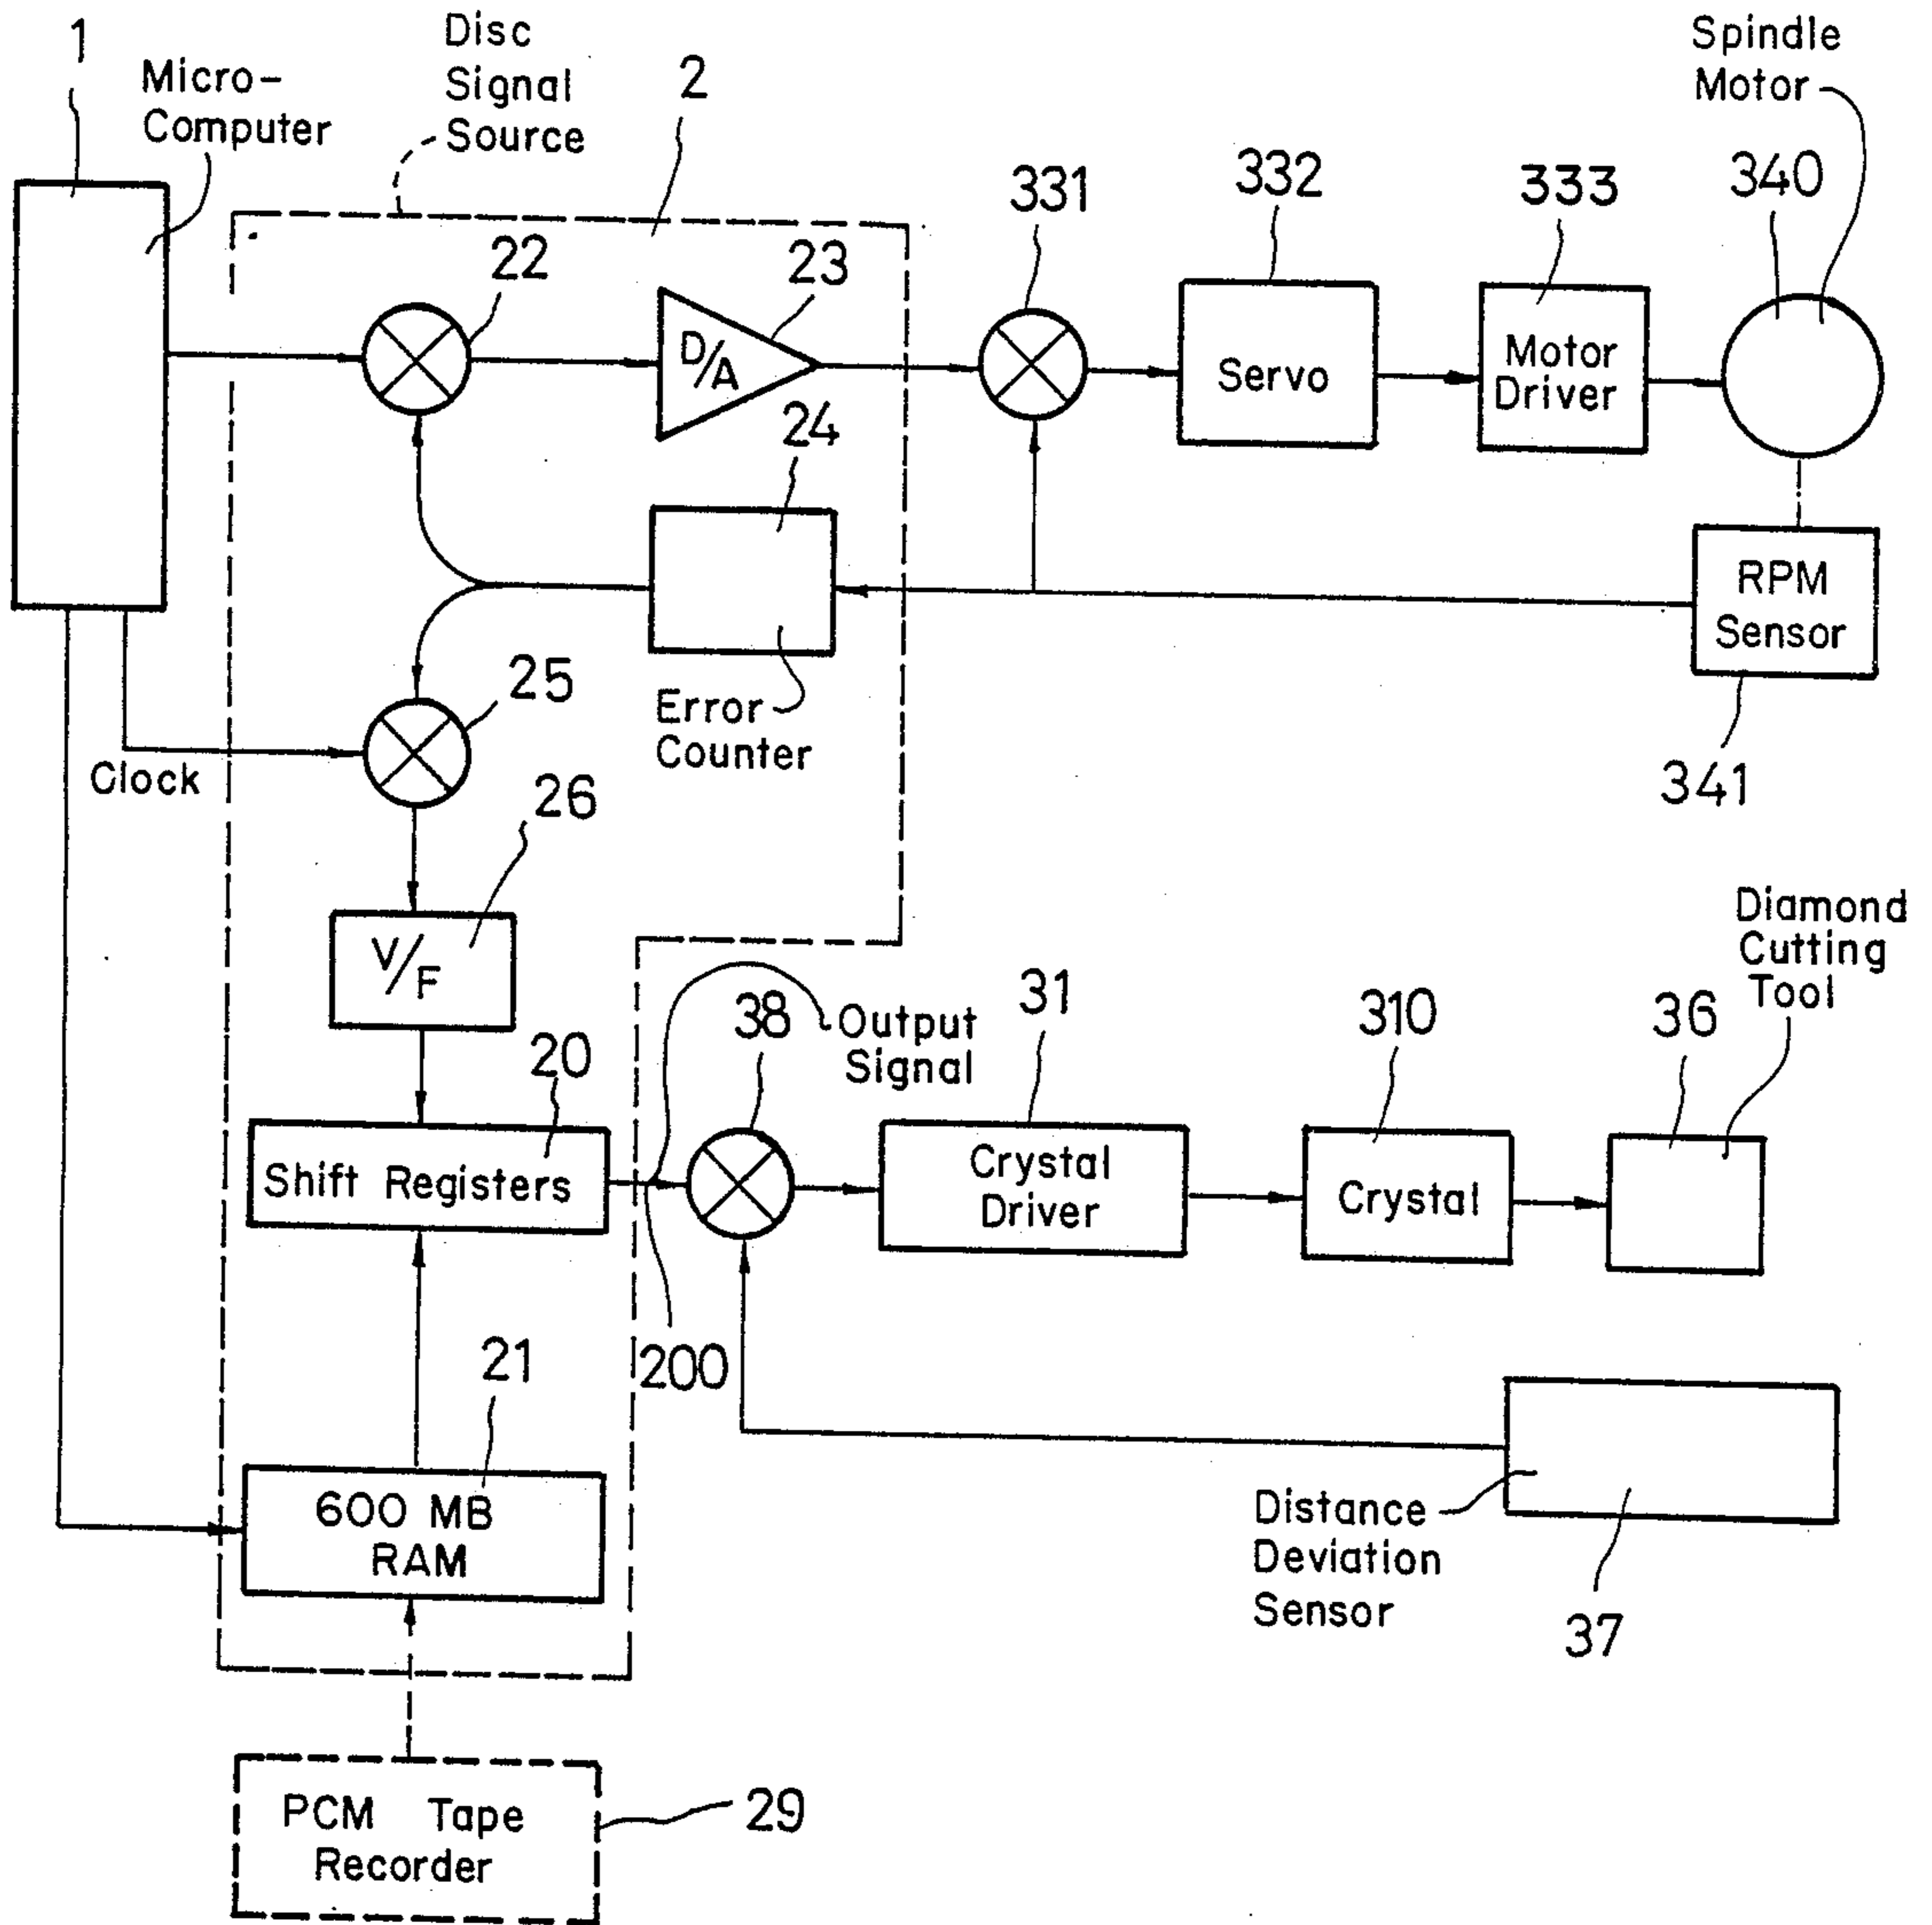 1
Micro-
Computer
Disc
Signal
Source
2
Spindle
Motor
22
23
331
332
333
340
D/A
Servo
Motor
Driver
24
RPM
Sensor
25
Error
Counter
341
Clock
26
V/F
Diamond
Cutting
Tool
38
Output
Signal
31
310
36
20
Shift Registers
Crystal
Driver
Crystal
200
21
600 MB
RAM
Distance
Deviation
Sensor
37
PCM Tape
Recorder
29